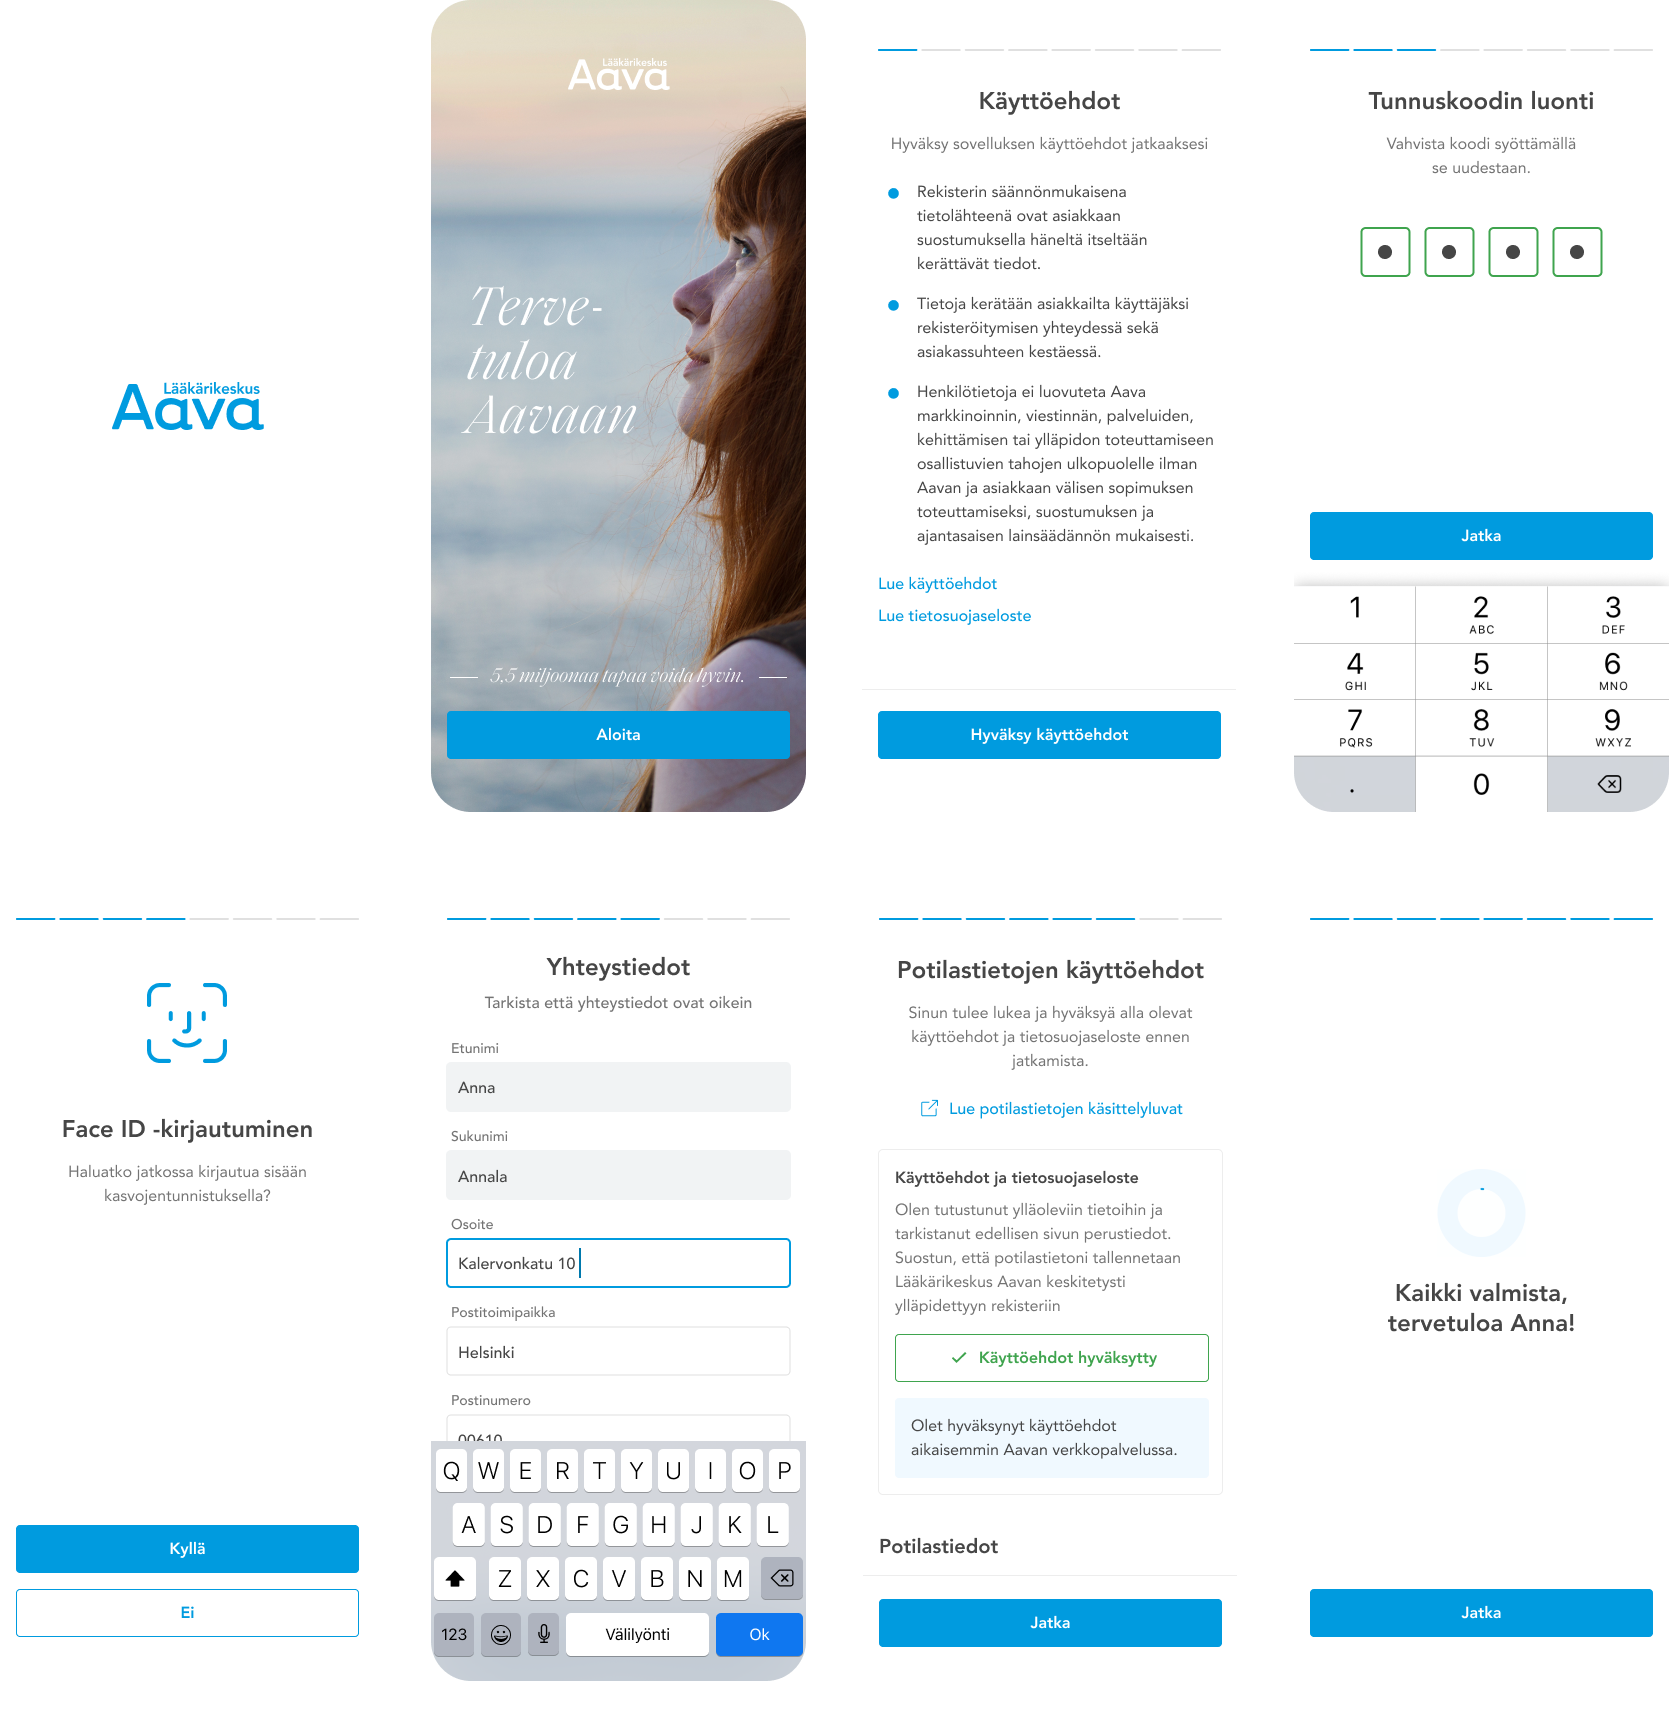 Lääkärikeskus
Aava
Lääkärikeskus
Aava
Terve-
tuloa
Aavaan
5,5 miljoonaa tapaa voida hyvin.
Aloita
Käyttöehdot
Hyväksy sovelluksen käyttöehdot jatkaaksesi
Rekisterin säännönmukaisena
tietolähteenä ovat asiakkaan
suostumuksella häneltä itseltään
kerättävät tiedot.
Tietoja kerätään asiakkailta käyttäjäksi
rekisteröitymisen yhteydessä sekä
asiakassuhteen kestäessä.
Henkilötietoja ei luovuteta Aava
markkinoinnin, viestinnän, palveluiden,
kehittämisen tai ylläpidon toteuttamiseen
osallistuvien tahojen ulkopuolelle ilman
Aavan ja asiakkaan välisen sopimuksen
toteuttamiseksi, suostumuksen ja
ajantasaisen lainsäädännön mukaisesti.
Lue käyttöehdot
Lue tietosuojaseloste
Hyväksy käyttöehdot
Tunnuskoodin luonti
Vahvista koodi syöttämällä
se uudestaan.
Jatka
1 2 3
ABC DEF
4 5 6
GHI JKL MNO
7 8 9
PQRS TUV WXYZ
. 0
Face ID -kirjautuminen
Haluatko jatkossa kirjautua sisään
kasvojentunnistuksella?
Kyllä
Ei
Yhteystiedot
Tarkista että yhteystiedot ovat oikein
Etunimi
Anna
Sukunimi
Annala
Osoite
Kalervonkatu 10
Postitoimipaikka
Helsinki
Postinumero
00610
Q W E R T Y U I O P
A S D F G H J K L
Z X C V B N M
123 Välilyönti Ok
Potilastietojen käyttöehdot
Sinun tulee lukea ja hyväksyä alla olevat
käyttöehdot ja tietosuojaseloste ennen
jatkamista.
Lue potilastietojen käsittelyluvat
Käyttöehdot ja tietosuojaseloste
Olen tutustunut ylläoleviin tietoihin ja
tarkistanut edellisen sivun perustiedot.
Suostun, että potilastietoni tallennetaan
Lääkärikeskus Aavan keskitetysti
ylläpidettyyn rekisteriin
Käyttöehdot hyväksytty
Olet hyväksynyt käyttöehdot
aikaisemmin Aavan verkkopalvelussa.
Potilastiedot
Jatka
Kaikki valmista,
tervetuloa Anna!
Jatka